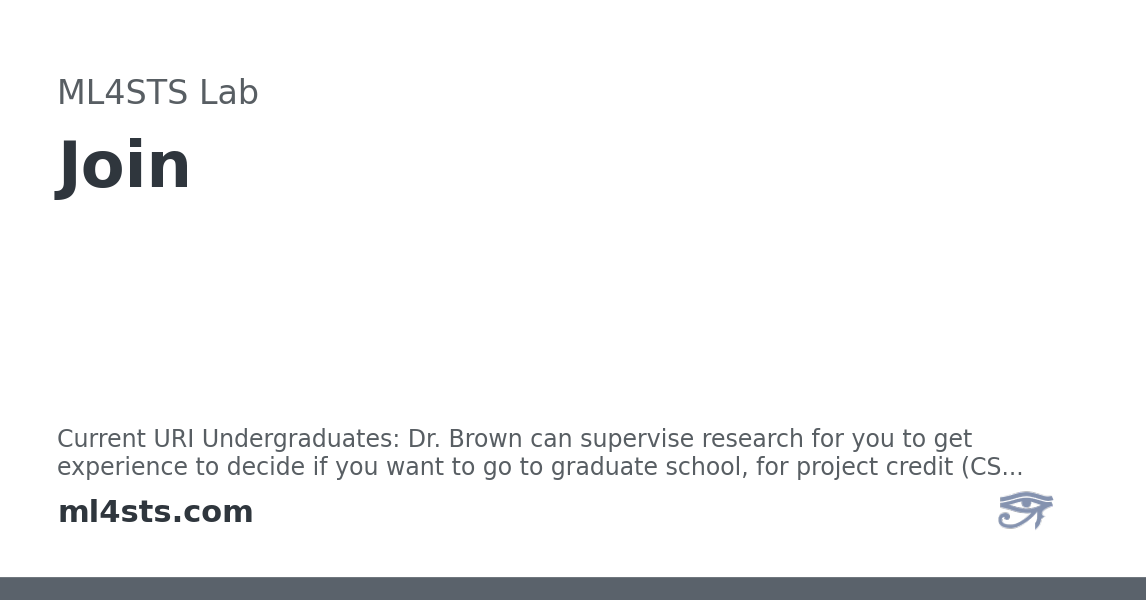 ML4STS Lab
Join
Current URI Undergraduates: Dr. Brown can supervise research for you to get
experience to decide if you want to go to graduate school, for project credit (CS...
ml4sts.com